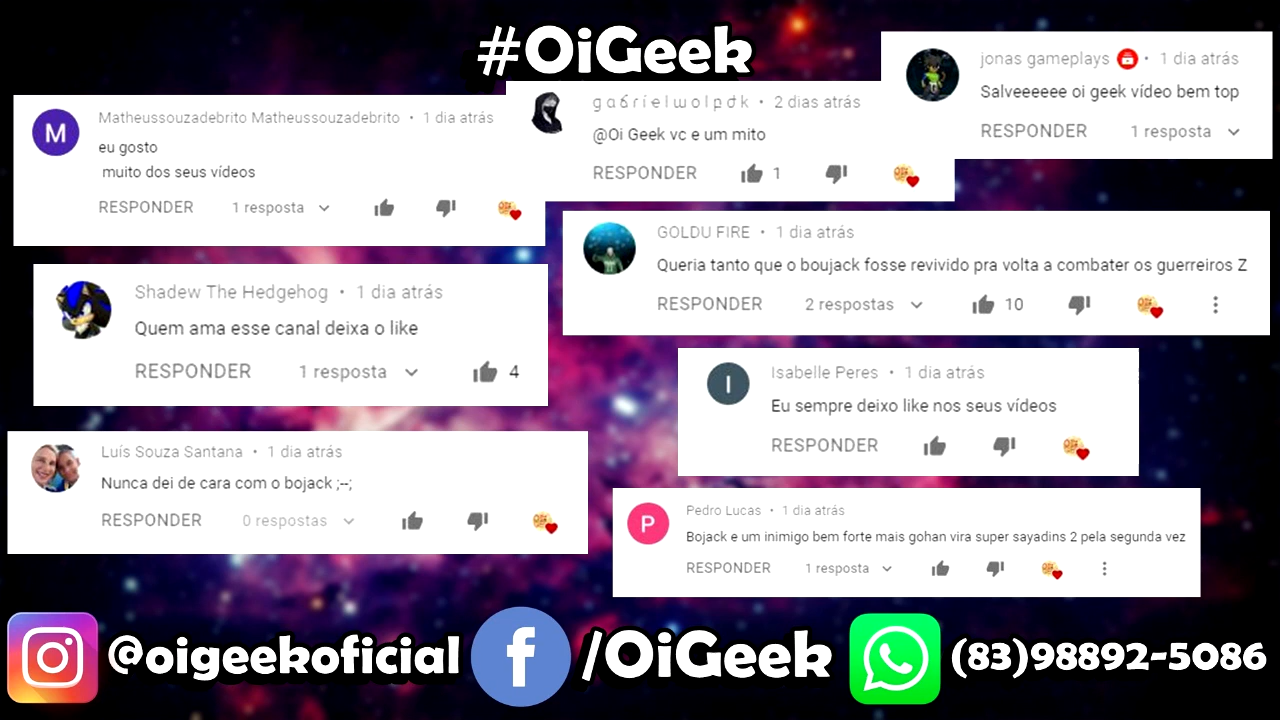 #OiGeek
M
Matheussouzadebrito Matheussouzadebrito • 1 dia atrás
eu gosto
muito dos seus vídeos
RESPONDER 1 resposta
gαճríelwolpժk • 2 dias atrás
@Oi Geek vc e um mito
RESPONDER 1
jonas gameplays • 1 dia atrás
Salveeeeee oi geek vídeo bem top
RESPONDER 1 resposta
GOLDU FIRE • 1 dia atrás
Queria tanto que o boujack fosse revivido pra volta a combater os guerreiros Z
RESPONDER 2 respostas 10
Shadew The Hedgehog • 1 dia atrás
Quem ama esse canal deixa o like
RESPONDER 1 resposta 4
I
Isabelle Peres • 1 dia atrás
Eu sempre deixo like nos seus vídeos
RESPONDER
Luís Souza Santana • 1 dia atrás
Nunca dei de cara com o bojack ;--;
RESPONDER 0 respostas
P
Pedro Lucas • 1 dia atrás
Bojack e um inimigo bem forte mais gohan vira super sayadins 2 pela segunda vez
RESPONDER 1 resposta
@oigeekoficial
f
/OiGeek
(83)98892-5086